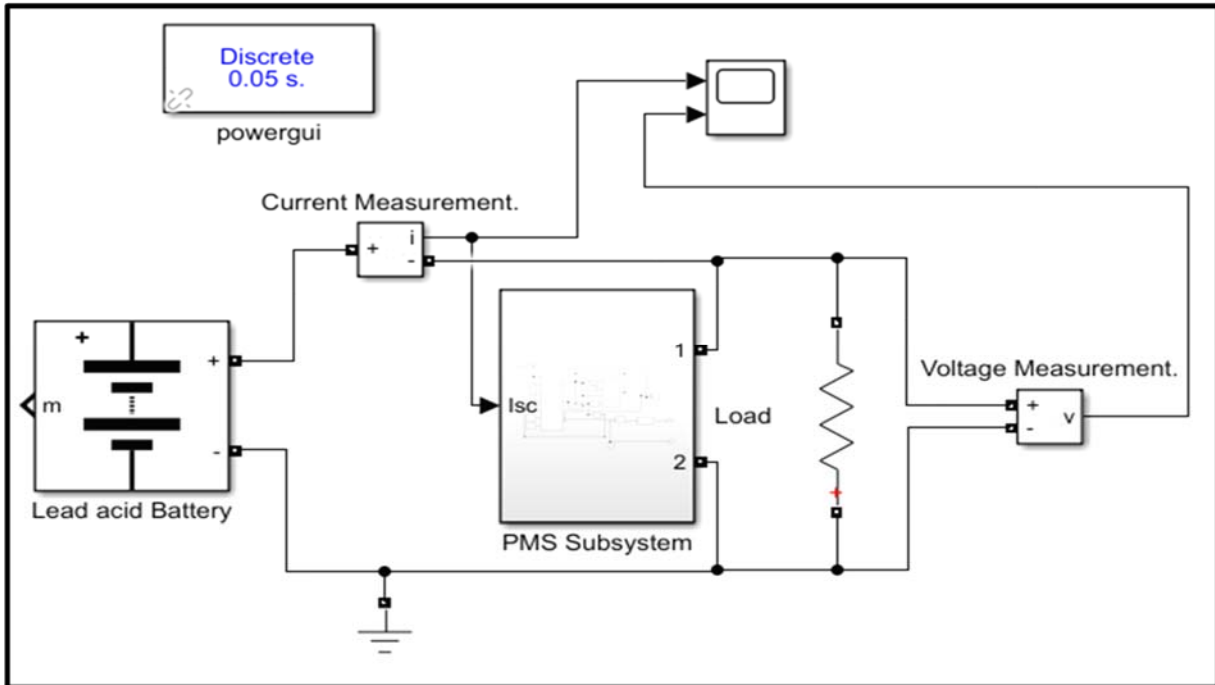 Discrete
0.05 s.
powergui
Current Measurement.
+ i
-
+
+
m
-
Lead acid Battery
1
Isc
2
PMS Subsystem
Load
Voltage Measurement.
+
v
-